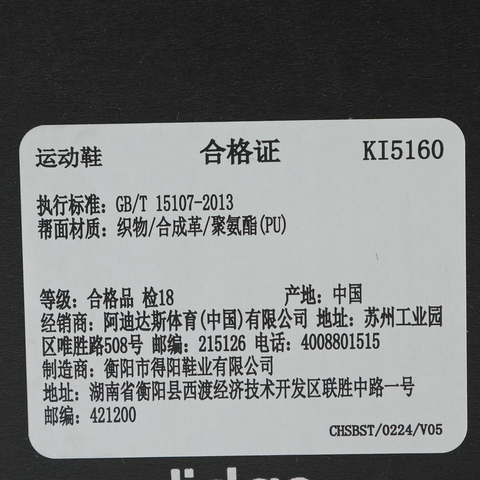 运动鞋 合格证 KI5160
执行标准：GB/T 15107-2013
帮面材质：织物/合成革/聚氨酯(PU)
等级：合格品 检18 产地：中国
经销商：阿迪达斯体育(中国)有限公司 地址：苏州工业园
区唯胜路508号 邮编：215126 电话：4008801515
制造商：衡阳市得阳鞋业有限公司
地址：湖南省衡阳县西渡经济技术开发区联胜中路一号
邮编：421200
CHSBST/0224/V05